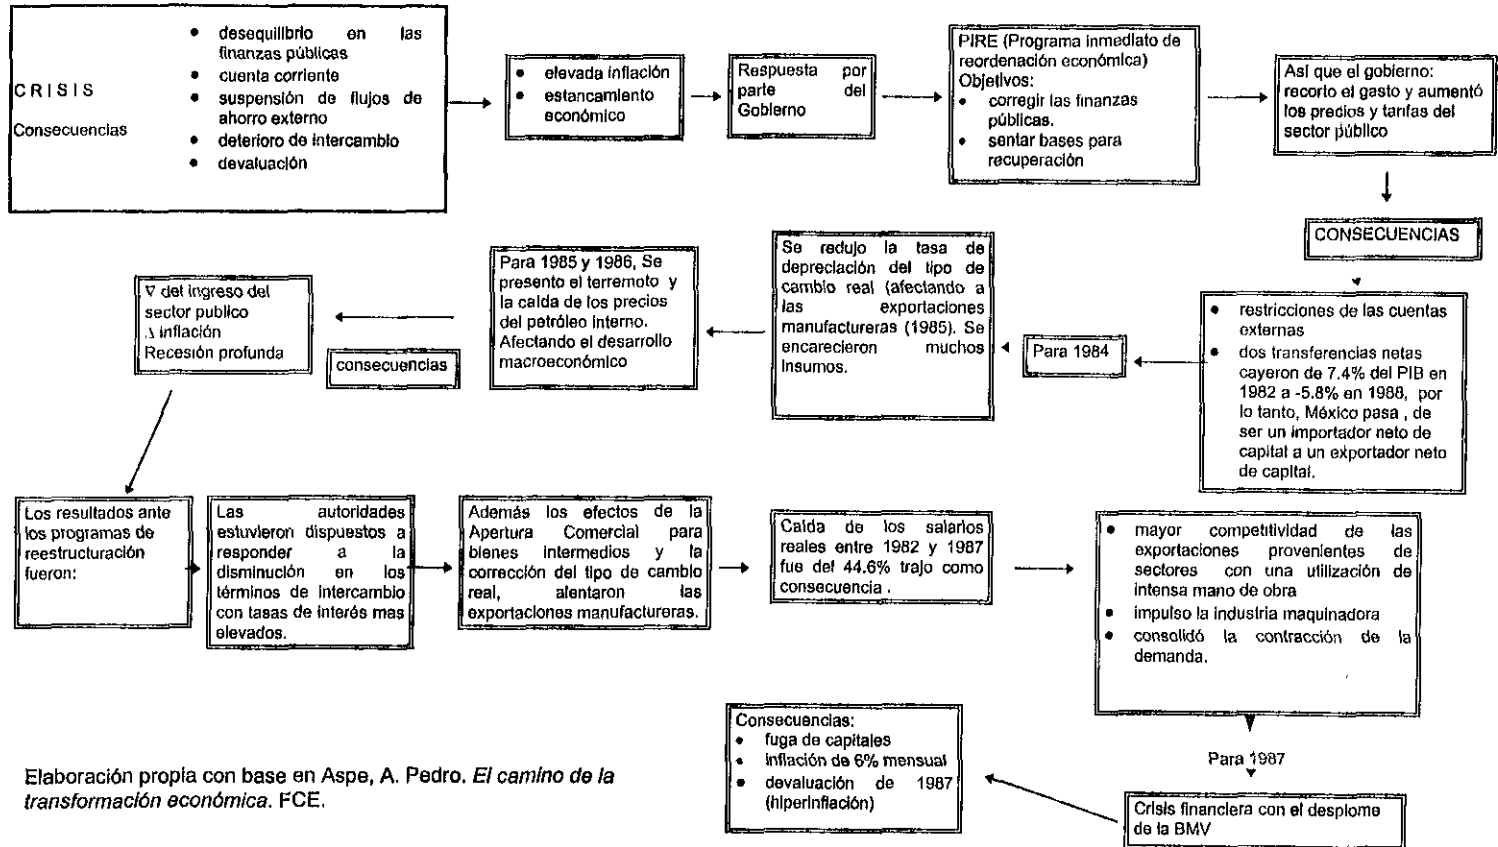 CRISIS
Consecuencias
• desequilibrio en las
finanzas públicas
• cuenta corriente
• suspensión de flujos de
ahorro externo
• deterioro de intercambio
• devaluación
• elevada inflación
• estancamiento
económico
Respuesta por
parte del
Gobierno
PIRE (Programa inmediato de
reordenación económica)
Objetivos:
• corregir las finanzas
públicas.
• sentar bases para
recuperación
Así que el gobierno:
recorto el gasto y aumentó
los precios y tarifas del
sector público
CONSECUENCIAS
• restricciones de las cuentas
externas
• dos transferencias netas
cayeron de 7.4% del PIB en
1982 a -5.8% en 1988, por
lo tanto, México pasa , de
ser un importador neto de
capital a un exportador neto
de capital.
Para 1984
Se redujo la tasa de
depreciación del tipo de
cambio real (afectando a
las exportaciones
manufactureras (1985). Se
encarecieron muchos
insumos.
Para 1985 y 1986, Se
presento el terremoto y
la caída de los precios
del petróleo interno.
Afectando el desarrollo
macroeconómico
consecuencias
∇ del ingreso del
sector publico
∆ inflación
Recesión profunda
Los resultados ante
los programas de
reestructuración
fueron:
Las autoridades
estuvieron dispuestos a
responder a la
disminución en los
términos de intercambio
con tasas de interés mas
elevados.
Además los efectos de la
Apertura Comercial para
bienes intermedios y la
corrección del tipo de cambio
real, alentaron las
exportaciones manufactureras.
Caída de los salarios
reales entre 1982 y 1987
fue del 44.6% trajo como
consecuencia .
• mayor competitividad de las
exportaciones provenientes de
sectores con una utilización de
intensa mano de obra
• impulso la industria maquinadora
• consolidó la contracción de la
demanda.
Para 1987
Crisis financiera con el desplome
de la BMV
Consecuencias:
• fuga de capitales
• inflación de 6% mensual
• devaluación de 1987
(hiperinflación)
Elaboración propia con base en Aspe, A. Pedro. El camino de la
transformación económica. FCE.